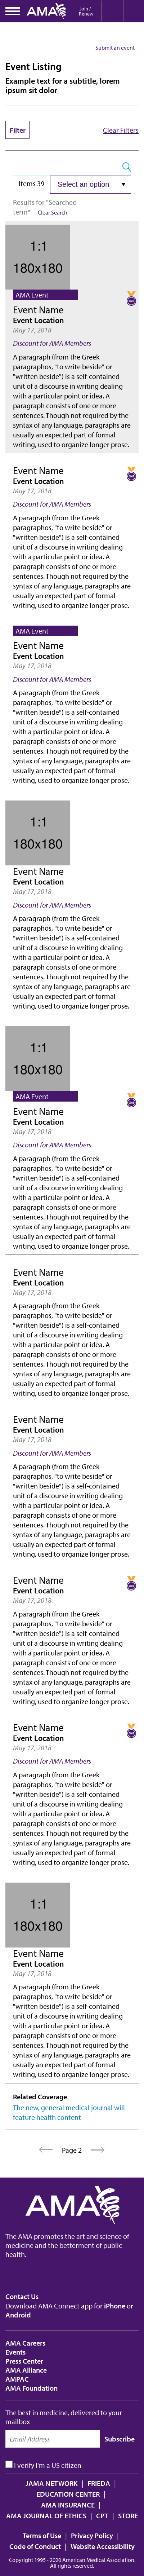 AMA
Join /
Renew
Submit an event
Event Listing
Example text for a subtitle, lorem
ipsum sit dolor
Filter
Clear Filters
Items 39
Select an option
Results for "Searched
term"
Clear Search
1:1
180x180
AMA Event
Event Name
Event Location
May 17, 2018
Discount for AMA Members
A paragraph (from the Greek
paragraphos, "to write beside" or
"written beside") is a self-contained
unit of a discourse in writing dealing
with a particular point or idea. A
paragraph consists of one or more
sentences. Though not required by the
syntax of any language, paragraphs are
usually an expected part of formal
writing, used to organize longer prose.
Event Name
Event Location
May 17, 2018
Discount for AMA Members
A paragraph (from the Greek
paragraphos, "to write beside" or
"written beside") is a self-contained
unit of a discourse in writing dealing
with a particular point or idea. A
paragraph consists of one or more
sentences. Though not required by the
syntax of any language, paragraphs are
usually an expected part of formal
writing, used to organize longer prose.
AMA Event
Event Name
Event Location
May 17, 2018
Discount for AMA Members
A paragraph (from the Greek
paragraphos, "to write beside" or
"written beside") is a self-contained
unit of a discourse in writing dealing
with a particular point or idea. A
paragraph consists of one or more
sentences. Though not required by the
syntax of any language, paragraphs are
usually an expected part of formal
writing, used to organize longer prose.
1:1
180x180
Event Name
Event Location
May 17, 2018
Discount for AMA Members
A paragraph (from the Greek
paragraphos, "to write beside" or
"written beside") is a self-contained
unit of a discourse in writing dealing
with a particular point or idea. A
paragraph consists of one or more
sentences. Though not required by the
syntax of any language, paragraphs are
usually an expected part of formal
writing, used to organize longer prose.
1:1
180x180
AMA Event
Event Name
Event Location
May 17, 2018
Discount for AMA Members
A paragraph (from the Greek
paragraphos, "to write beside" or
"written beside") is a self-contained
unit of a discourse in writing dealing
with a particular point or idea. A
paragraph consists of one or more
sentences. Though not required by the
syntax of any language, paragraphs are
usually an expected part of formal
writing, used to organize longer prose.
Event Name
Event Location
May 17, 2018
A paragraph (from the Greek
paragraphos, "to write beside" or
"written beside") is a self-contained
unit of a discourse in writing dealing
with a particular point or idea. A
paragraph consists of one or more
sentences. Though not required by the
syntax of any language, paragraphs are
usually an expected part of formal
writing, used to organize longer prose.
Event Name
Event Location
May 17, 2018
Discount for AMA Members
A paragraph (from the Greek
paragraphos, "to write beside" or
"written beside") is a self-contained
unit of a discourse in writing dealing
with a particular point or idea. A
paragraph consists of one or more
sentences. Though not required by the
syntax of any language, paragraphs are
usually an expected part of formal
writing, used to organize longer prose.
Event Name
Event Location
May 17, 2018
A paragraph (from the Greek
paragraphos, "to write beside" or
"written beside") is a self-contained
unit of a discourse in writing dealing
with a particular point or idea. A
paragraph consists of one or more
sentences. Though not required by the
syntax of any language, paragraphs are
usually an expected part of formal
writing, used to organize longer prose.
Event Name
Event Location
May 17, 2018
Discount for AMA Members
A paragraph (from the Greek
paragraphos, "to write beside" or
"written beside") is a self-contained
unit of a discourse in writing dealing
with a particular point or idea. A
paragraph consists of one or more
sentences. Though not required by the
syntax of any language, paragraphs are
usually an expected part of formal
writing, used to organize longer prose.
1:1
180x180
Event Name
Event Location
May 17, 2018
A paragraph (from the Greek
paragraphos, "to write beside" or
"written beside") is a self-contained
unit of a discourse in writing dealing
with a particular point or idea. A
paragraph consists of one or more
sentences. Though not required by the
syntax of any language, paragraphs are
usually an expected part of formal
writing, used to organize longer prose.
Related Coverage
The new, general medical journal will
feature health content
Page 2
AMA
The AMA promotes the art and science of
medicine and the betterment of public
health.
Contact Us
Download AMA Connect app for iPhone or
Android
AMA Careers
Events
Press Center
AMA Alliance
AMPAC
AMA Foundation
The best in medicine, delivered to your
mailbox
Email Address
Subscribe
I verify I'm a US citizen
JAMA NETWORK | FRIEDA |
EDUCATION CENTER |
AMA INSURANCE |
AMA JOURNAL OF ETHICS | CPT | STORE
Terms of Use | Privacy Policy |
Code of Conduct | Website Accessibility
Copyright 1995 - 2020 American Medical Association.
All rights reserved.